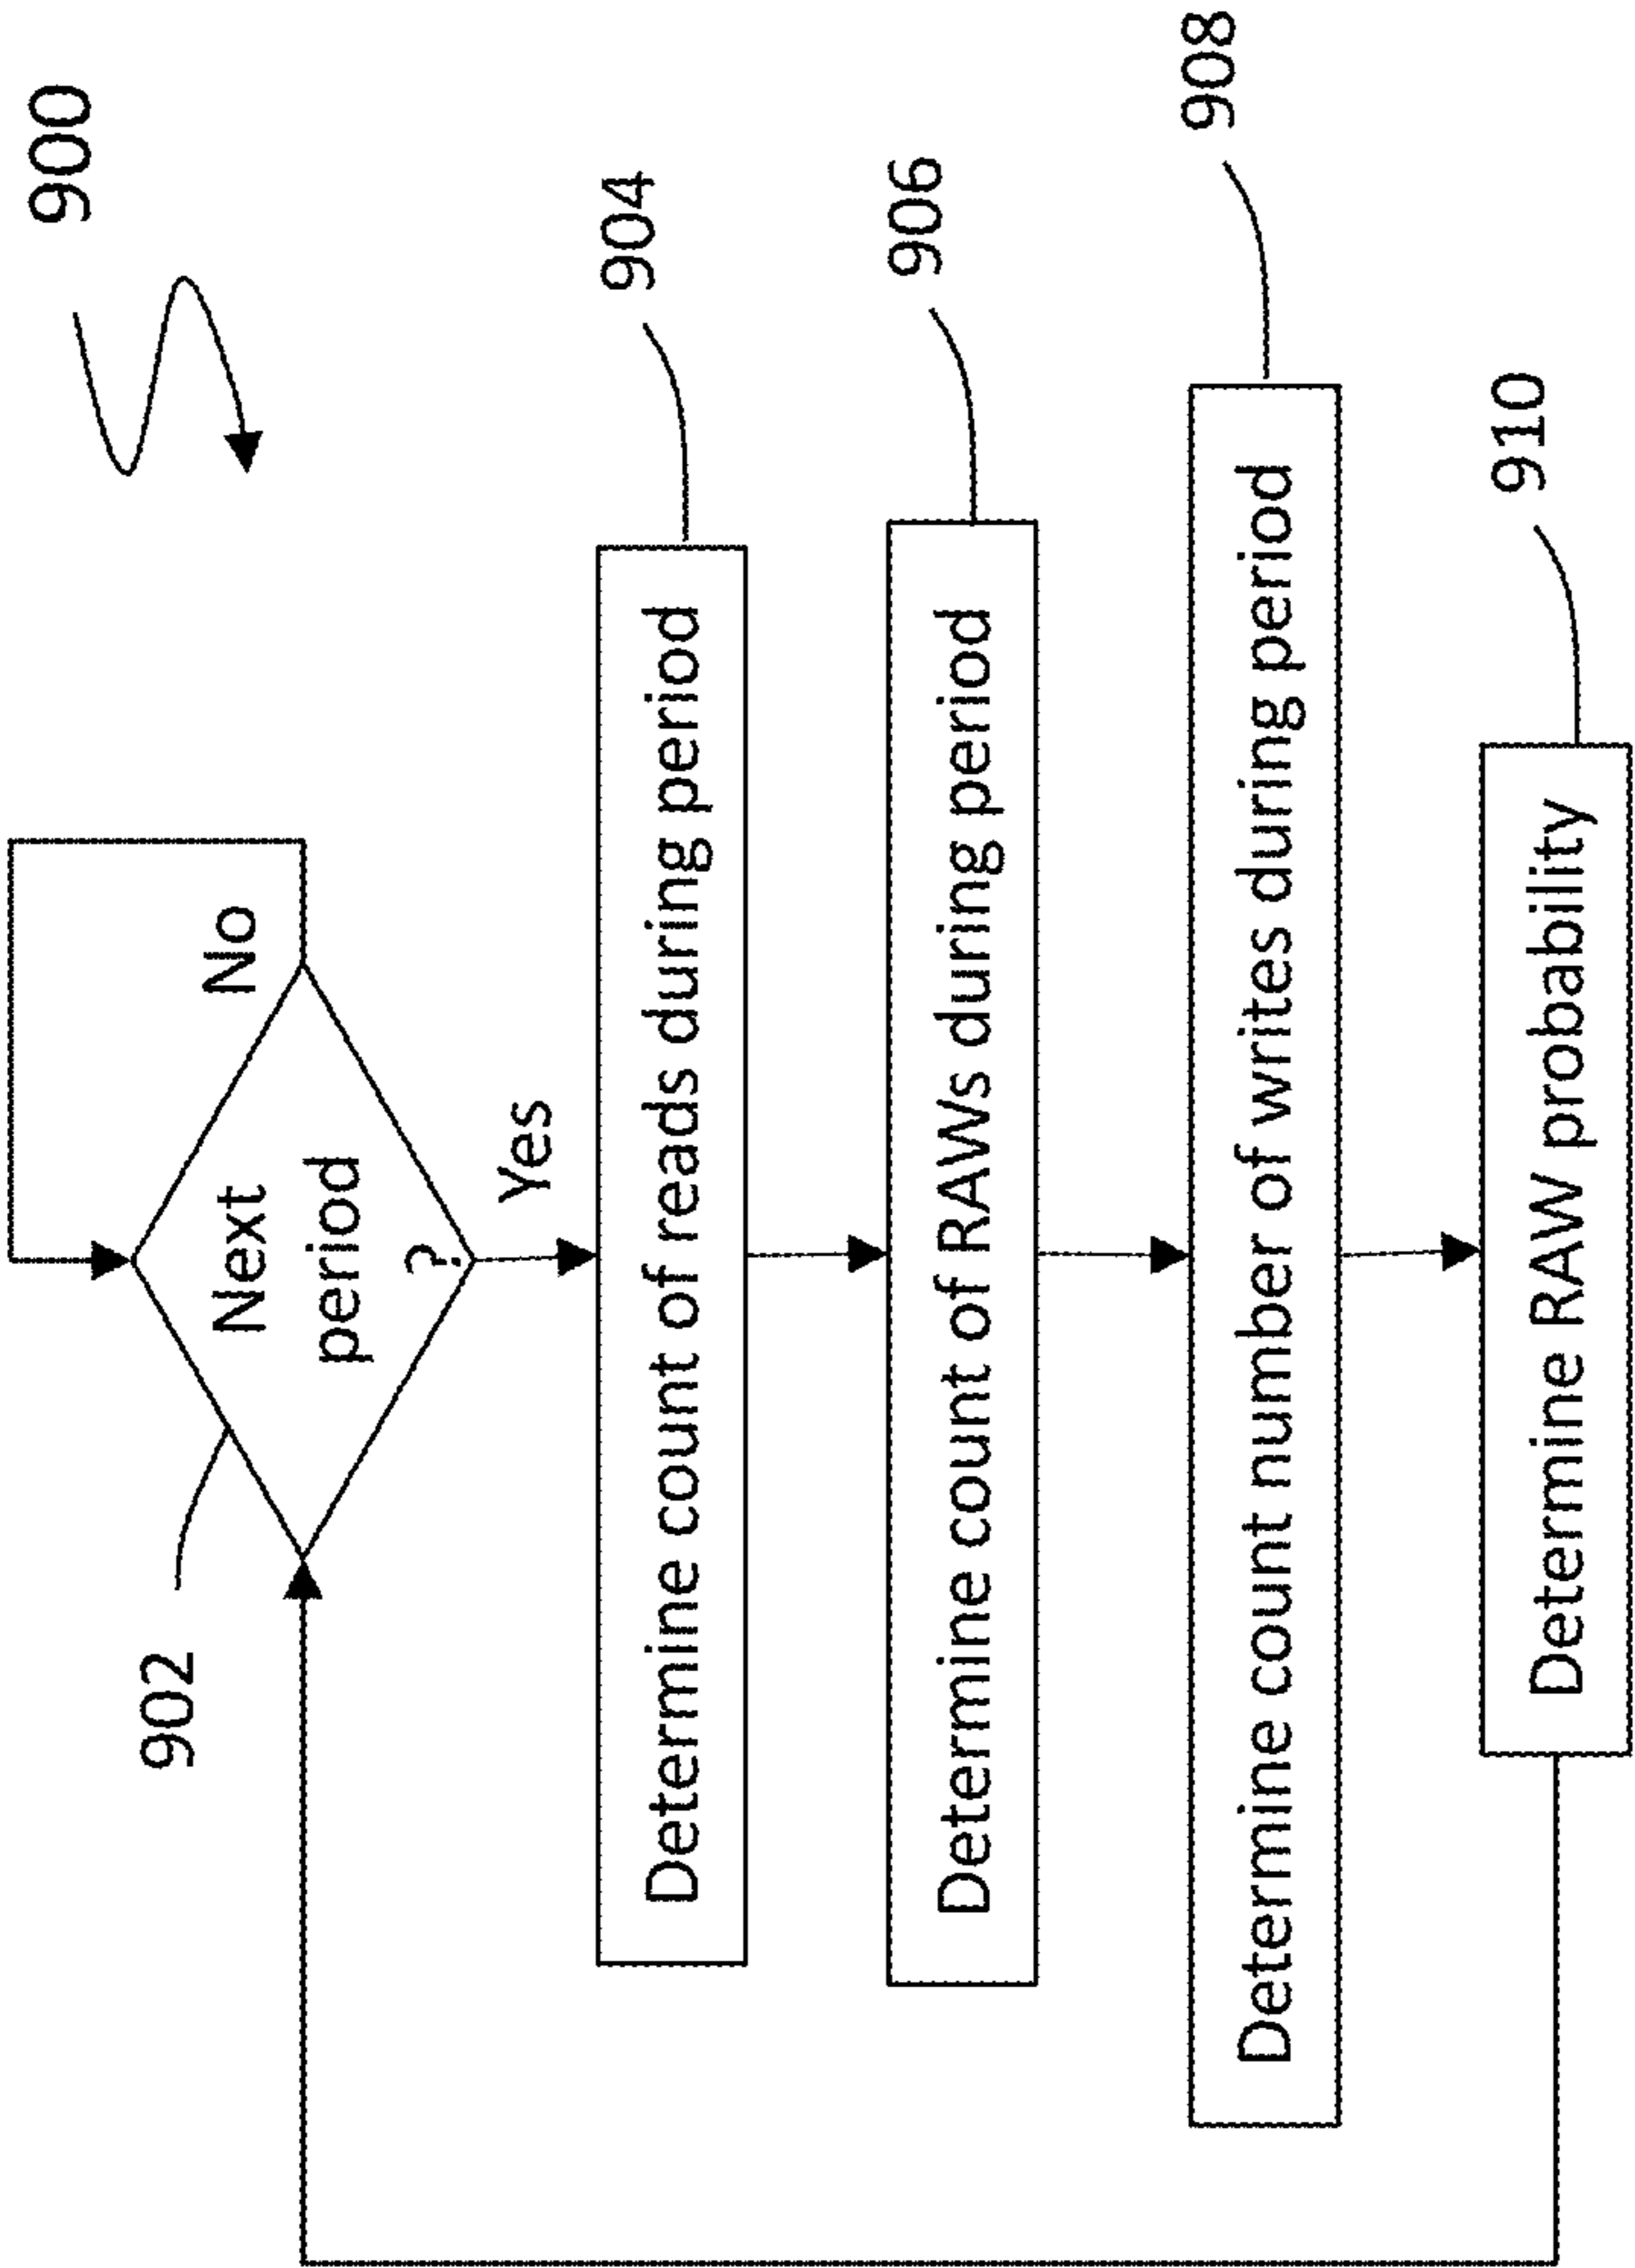 900
902
Next
period
?
No
Yes
Determine count of reads during period
904
Determine count of RAWs during period
906
Determine count number of writes during period
908
Determine RAW probability
910